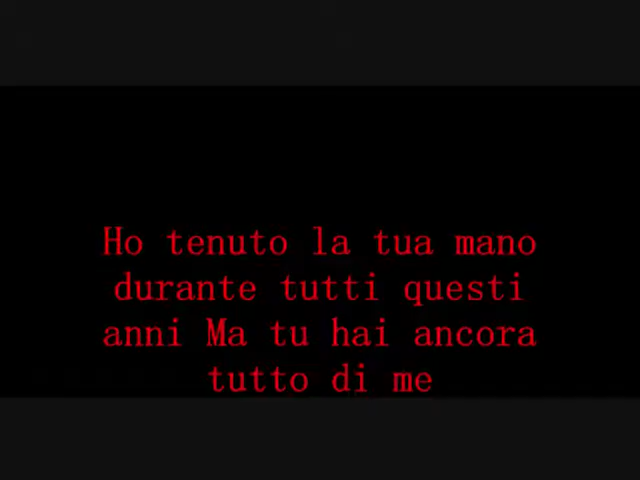 Ho tenuto la tua mano
durante tutti questi
anni Ma tu hai ancora
tutto di me